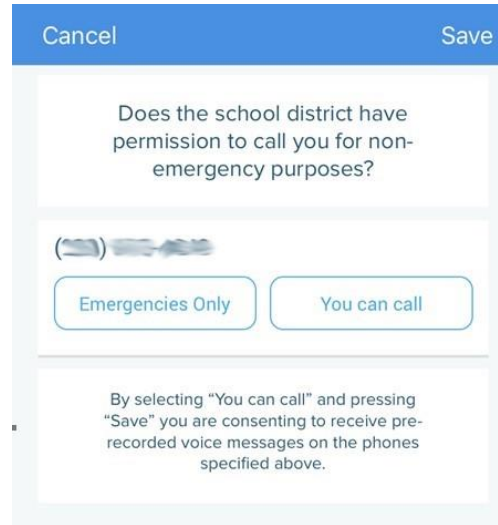 Cancel
Save
Does the school district have
permission to call you for non-
emergency purposes?
Emergencies Only
You can call
By selecting “You can call” and pressing
“Save” you are consenting to receive pre-
recorded voice messages on the phones
specified above.